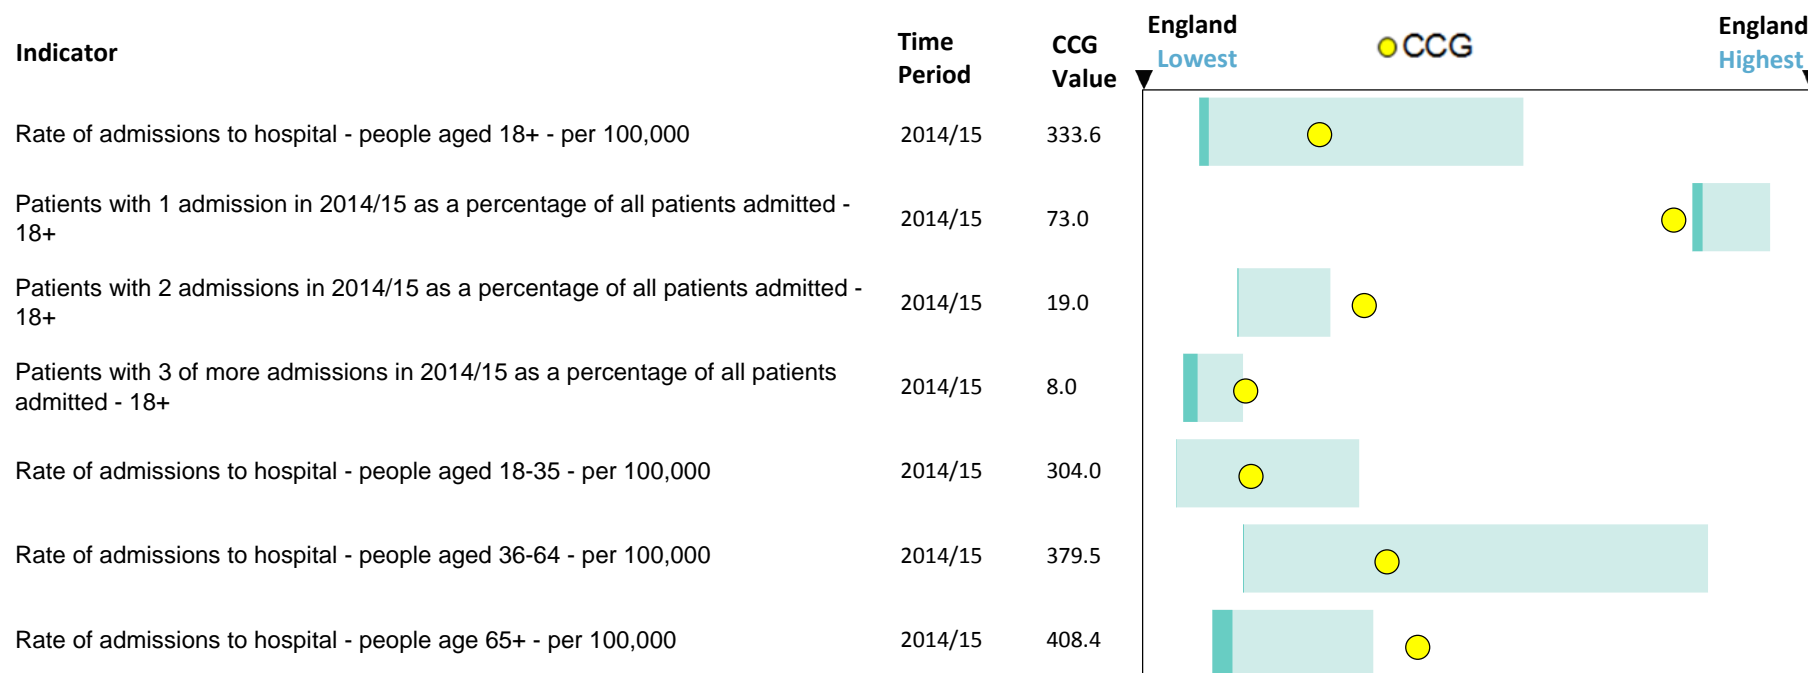 Indicator
Time Period
CCG Value
England Lowest
CCG
England Highest
Rate of admissions to hospital - people aged 18+ - per 100,000 2014/15 333.6
Patients with 1 admission in 2014/15 as a percentage of all patients admitted -
18+
2014/15 73.0
Patients with 2 admissions in 2014/15 as a percentage of all patients admitted -
18+
2014/15 19.0
Patients with 3 of more admissions in 2014/15 as a percentage of all patients
admitted - 18+
2014/15 8.0
Rate of admissions to hospital - people aged 18-35 - per 100,000 2014/15 304.0
Rate of admissions to hospital - people aged 36-64 - per 100,000 2014/15 379.5
Rate of admissions to hospital - people age 65+ - per 100,000 2014/15 408.4